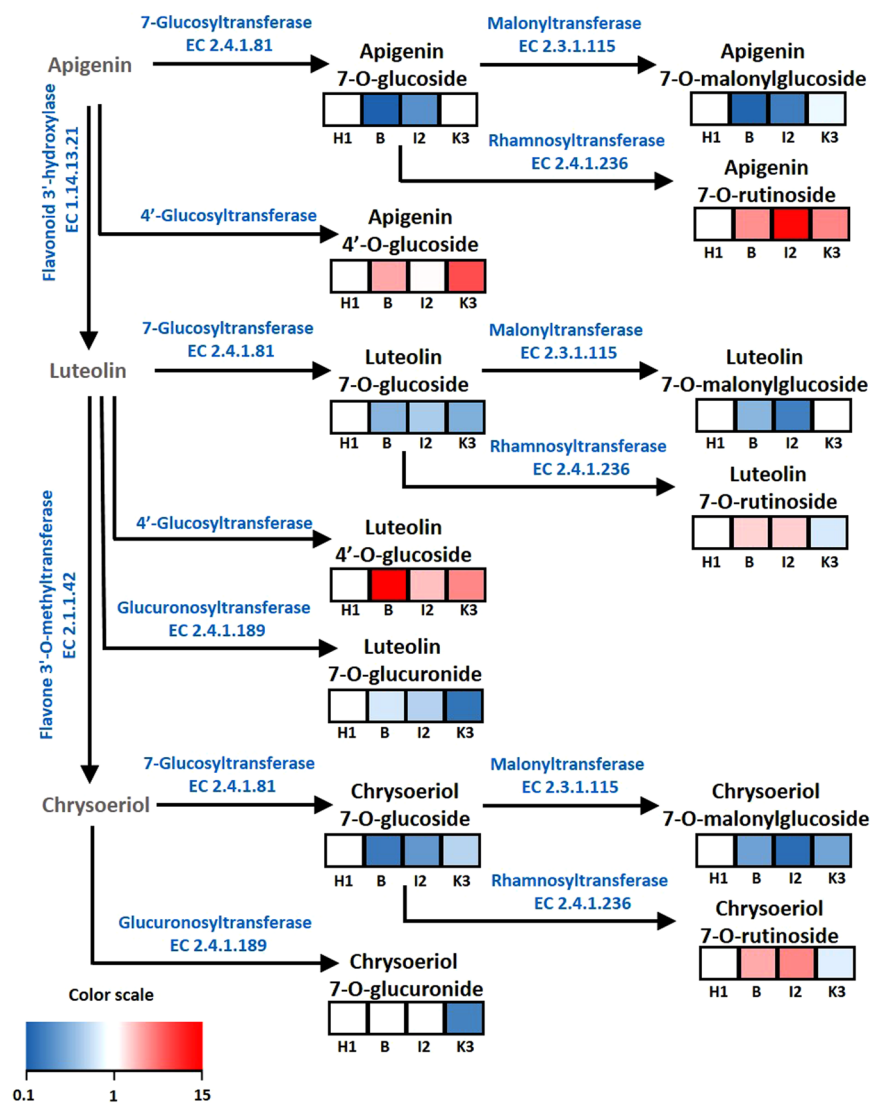 7-Glucosyltransferase
EC 2.4.1.81
Malonyltransferase
EC 2.3.1.115
Apigenin
Apigenin
7-O-glucoside
H1 B I2 K3
Apigenin
7-O-malonylglucoside
H1 B I2 K3
Rhamnosyltransferase
EC 2.4.1.236
Apigenin
7-O-rutinoside
H1 B I2 K3
Flavonoid 3'-hydroxylase
EC 1.14.13.21
4’-Glucosyltransferase
Apigenin
4’-O-glucoside
H1 B I2 K3
7-Glucosyltransferase
EC 2.4.1.81
Malonyltransferase
EC 2.3.1.115
Luteolin
Luteolin
7-O-glucoside
H1 B I2 K3
Luteolin
7-O-malonylglucoside
H1 B I2 K3
Rhamnosyltransferase
EC 2.4.1.236
Luteolin
7-O-rutinoside
H1 B I2 K3
4’-Glucosyltransferase
Luteolin
4’-O-glucoside
H1 B I2 K3
Flavone 3'-O-methyltransferase
EC 2.1.1.42
Glucuronosyltransferase
EC 2.4.1.189
Luteolin
7-O-glucuronide
H1 B I2 K3
7-Glucosyltransferase
EC 2.4.1.81
Malonyltransferase
EC 2.3.1.115
Chrysoeriol
Chrysoeriol
7-O-glucoside
H1 B I2 K3
Chrysoeriol
7-O-malonylglucoside
H1 B I2 K3
Rhamnosyltransferase
EC 2.4.1.236
Chrysoeriol
7-O-rutinoside
H1 B I2 K3
Glucuronosyltransferase
EC 2.4.1.189
Chrysoeriol
7-O-glucuronide
H1 B I2 K3
Color scale
0.1 1 15